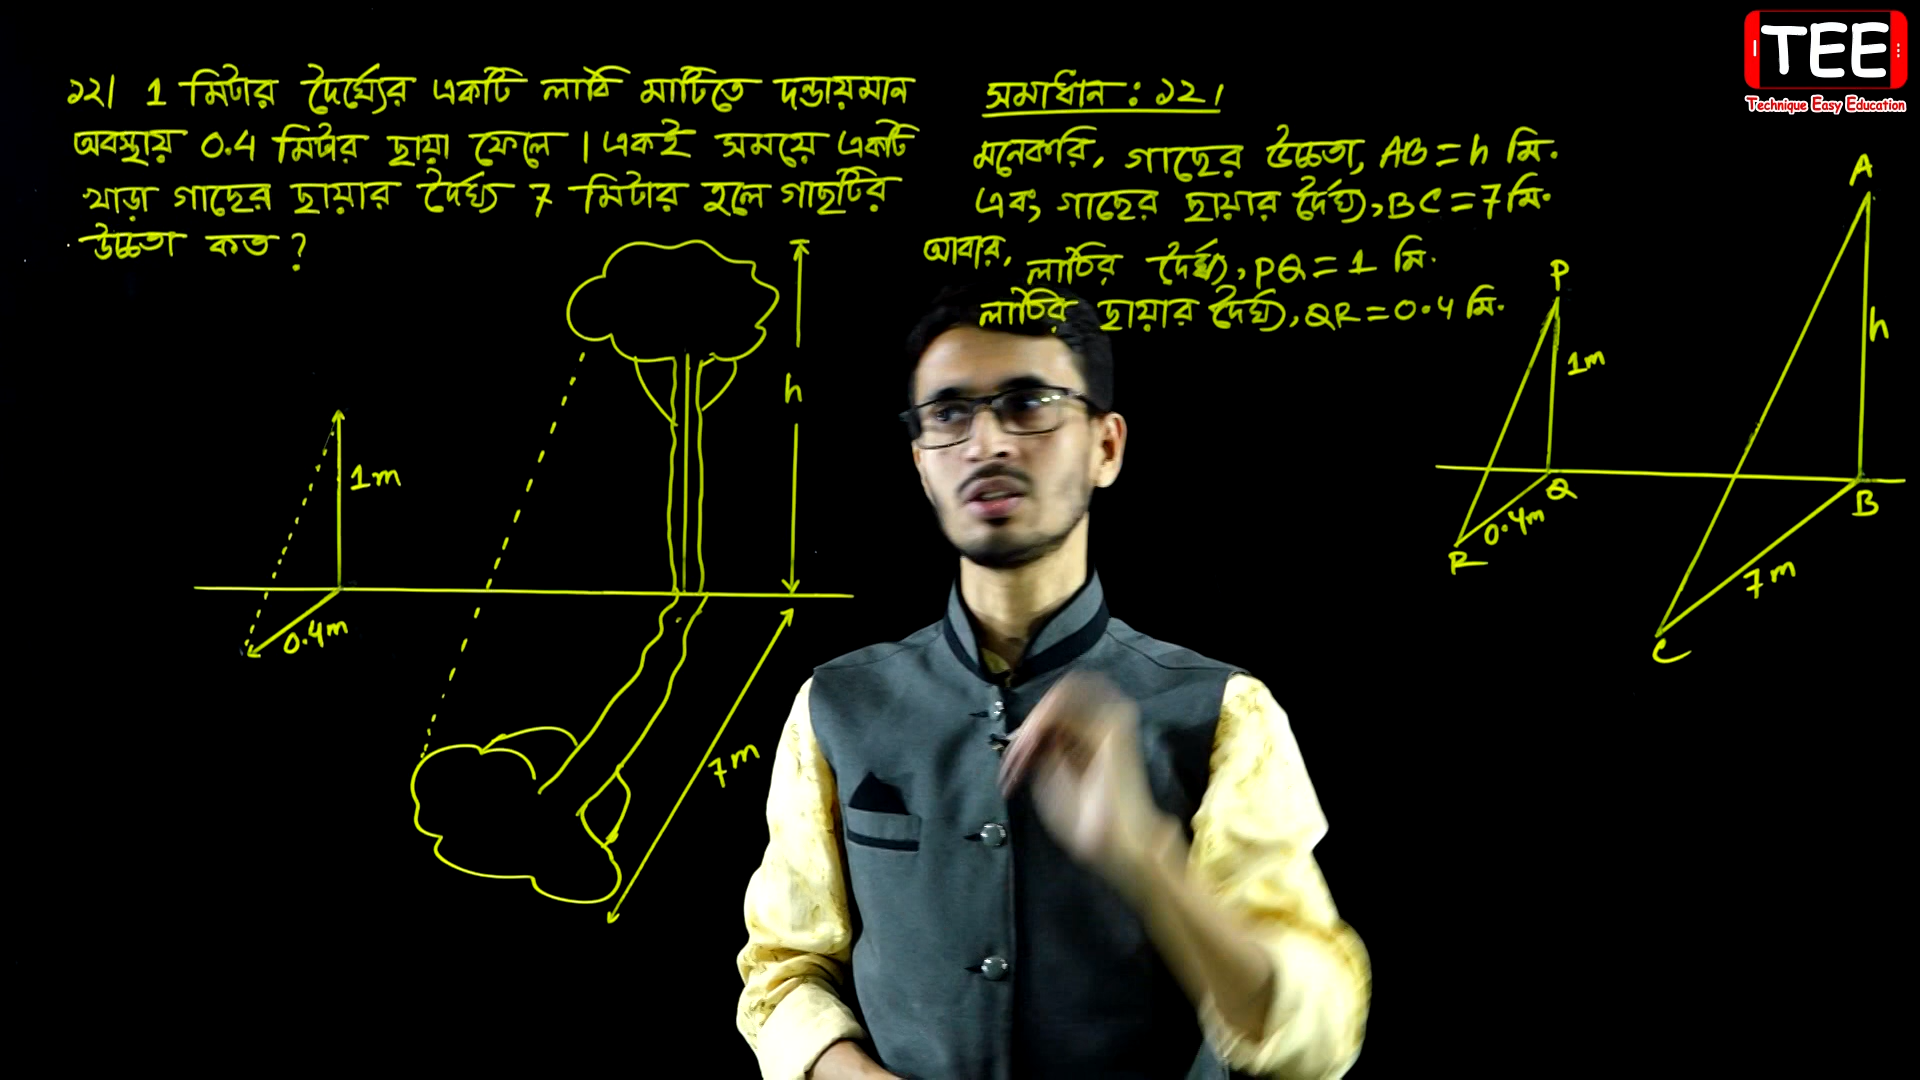 ১২। 1 মিটার দৈর্ঘ্যের একটি লাঠি মাটিতে দন্ডায়মান
অবস্থায় 0.4 মিটার ছায়া ফেলে। একই সময়ে একটি
খাড়া গাছের ছায়ার দৈর্ঘ্য 7 মিটার হলে গাছটির
উচ্চতা কত?
h
1m
0.4m
7m
সমাধান: ১২।
মনেকরি, গাছের উচ্চতা, AB = h মি.
এবং গাছের ছায়ার দৈর্ঘ্য, BC = 7 মি.
আবার,
লাঠির দৈর্ঘ্য, PQ = 1 মি.
লাঠির ছায়ার দৈর্ঘ্য, QR = 0.4 মি.
A
P
h
1m
Q
B
0.4m
R
7m
C
TEE
Technique Easy Education